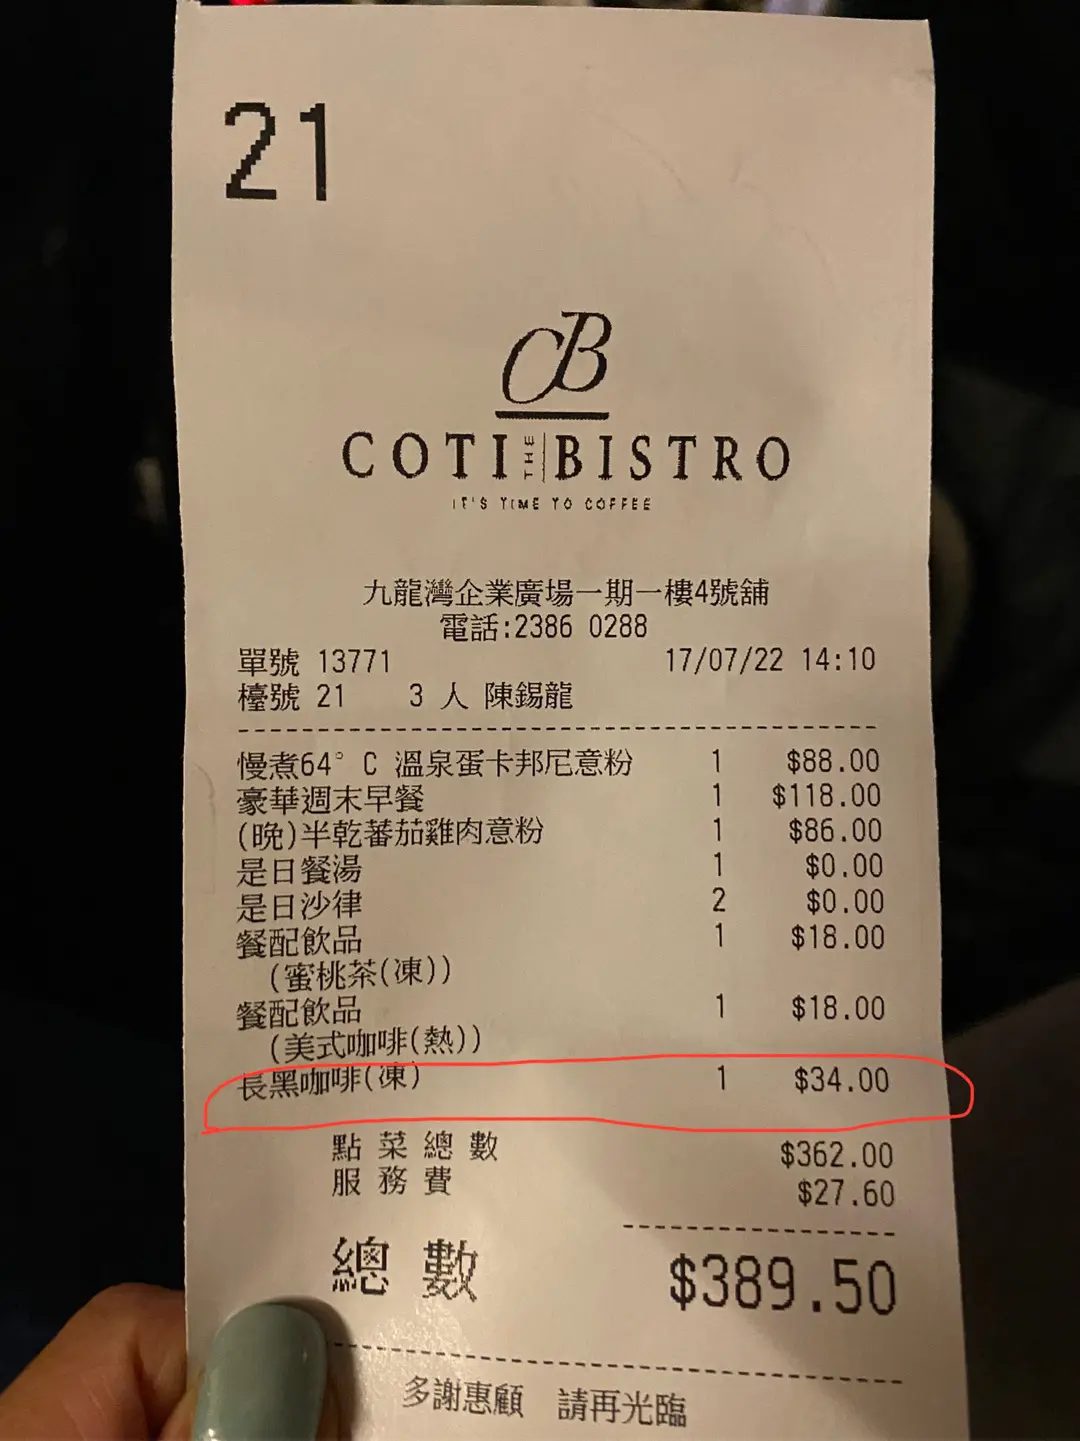 21
CB
COTI THE BISTRO
IT'S TIME TO COFFEE
九龍灣企業廣場一期一樓4號舖
電話:2386 0288
單號 13771 17/07/22 14:10
檯號 21 3 人 陳錫龍
慢煮64° C 溫泉蛋卡邦尼意粉 1 $88.00
豪華週末早餐 1 $118.00
(晩)半乾蕃茄雞肉意粉 1 $86.00
是日餐湯 1 $0.00
是日沙律 2 $0.00
餐配飲品 1 $18.00
(蜜桃茶(凍))
餐配飲品 1 $18.00
(美式咖啡(熱))
長黑咖啡(凍) 1 $34.00
點菜總數 $362.00
服務費 $27.60
總數 $389.50
多謝惠顧 請再光臨